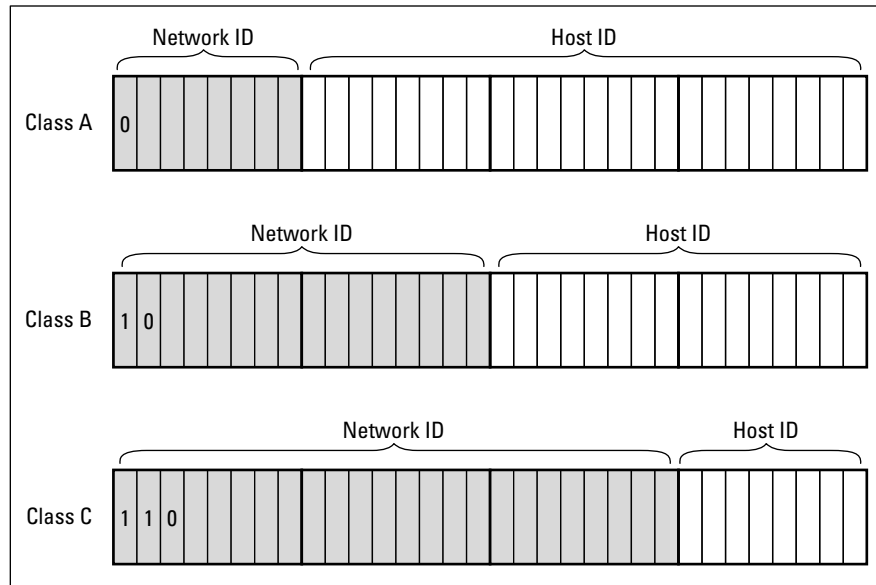 Network ID Host ID
Class A 0
Network ID Host ID
Class B 1 0
Network ID Host ID
Class C 1 1 0